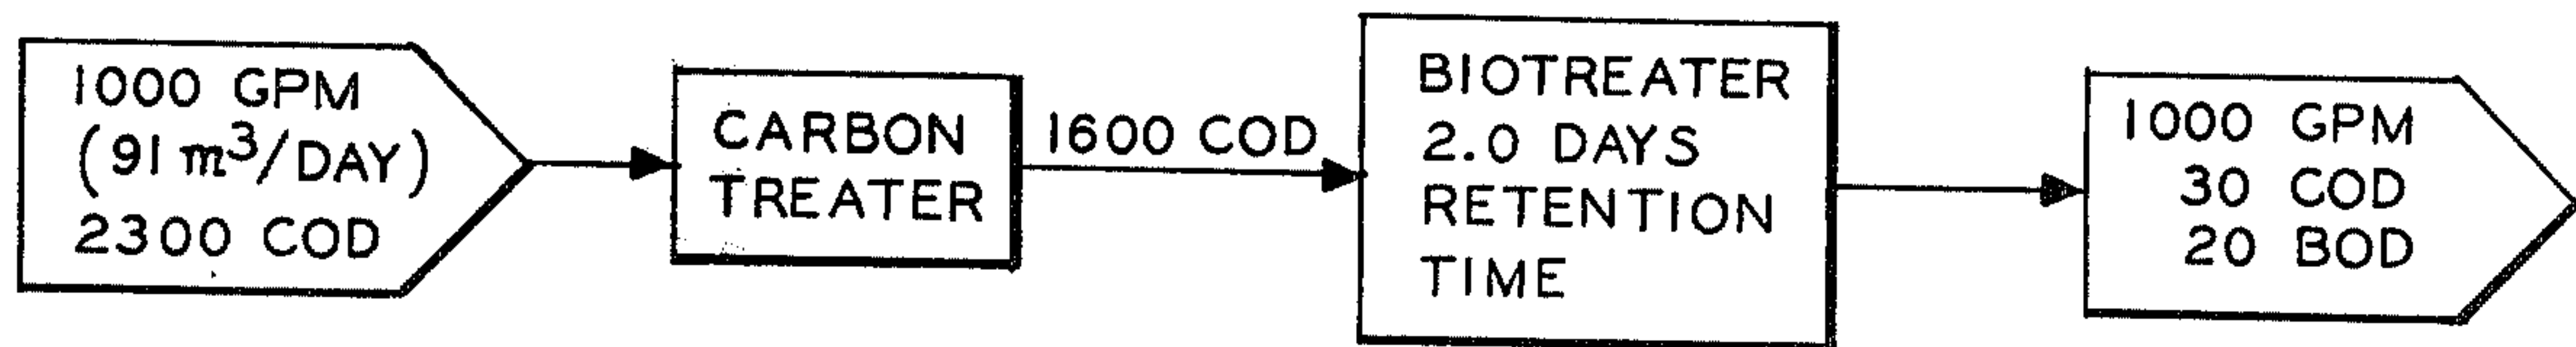 1000 GPM
(91 m³/DAY)
2300 COD
CARBON
TREATER
1600 COD
BIOTREATER
2.0 DAYS
RETENTION
TIME
1000 GPM
30 COD
20 BOD